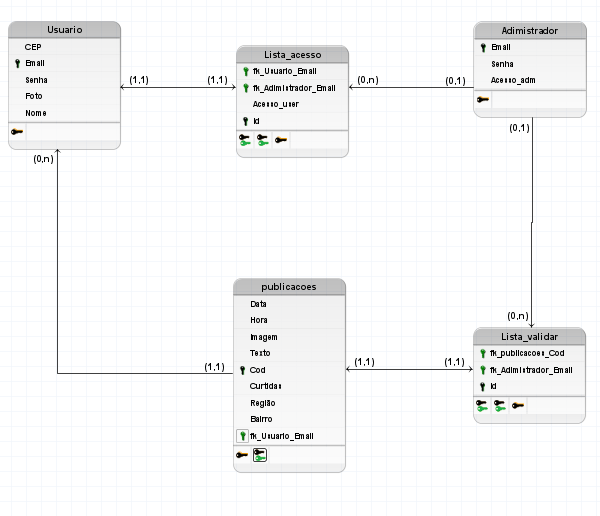 Usuario
CEP
Email
Senha
Foto
Nome
(1,1)
(1,1)
Lista_acesso
fk_Usuario_Email
fk_Adimistrador_Email
Acesso_user
Id
(0,n)
(0,1)
Adimistrador
Email
Senha
Acesso_adm
(0,1)
(0,n)
(0,n)
(1,1)
publicacoes
Data
Hora
Imagem
Texto
Cod
Curtidas
Região
Bairro
fk_Usuario_Email
(1,1)
(1,1)
Lista_validar
fk_publicacoes_Cod
fk_Adimistrador_Email
Id